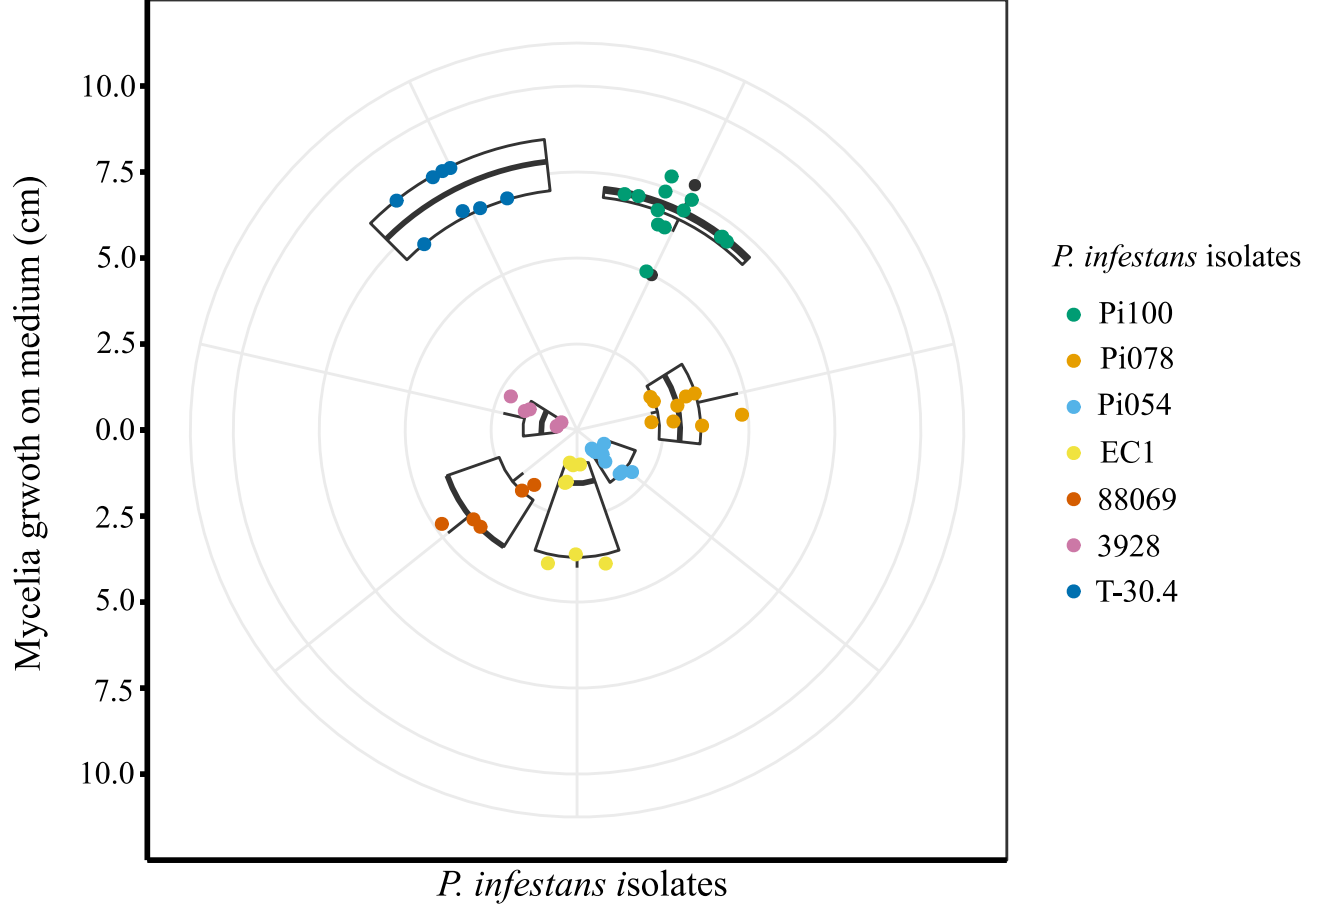 Mycelia grwoth on medium (cm)
10.0
7.5
5.0
2.5
0.0
2.5
5.0
7.5
10.0
P. infestans isolates
P. infestans isolates
Pi100
Pi078
Pi054
EC1
88069
3928
T-30.4